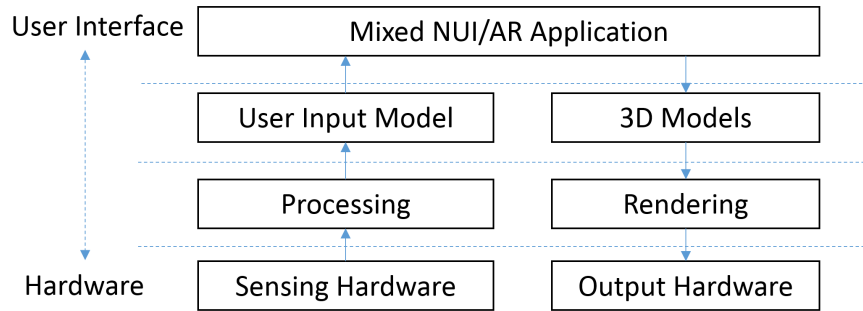 User Interface
Mixed NUI/AR Application
User Input Model
3D Models
Processing
Rendering
Hardware
Sensing Hardware
Output Hardware